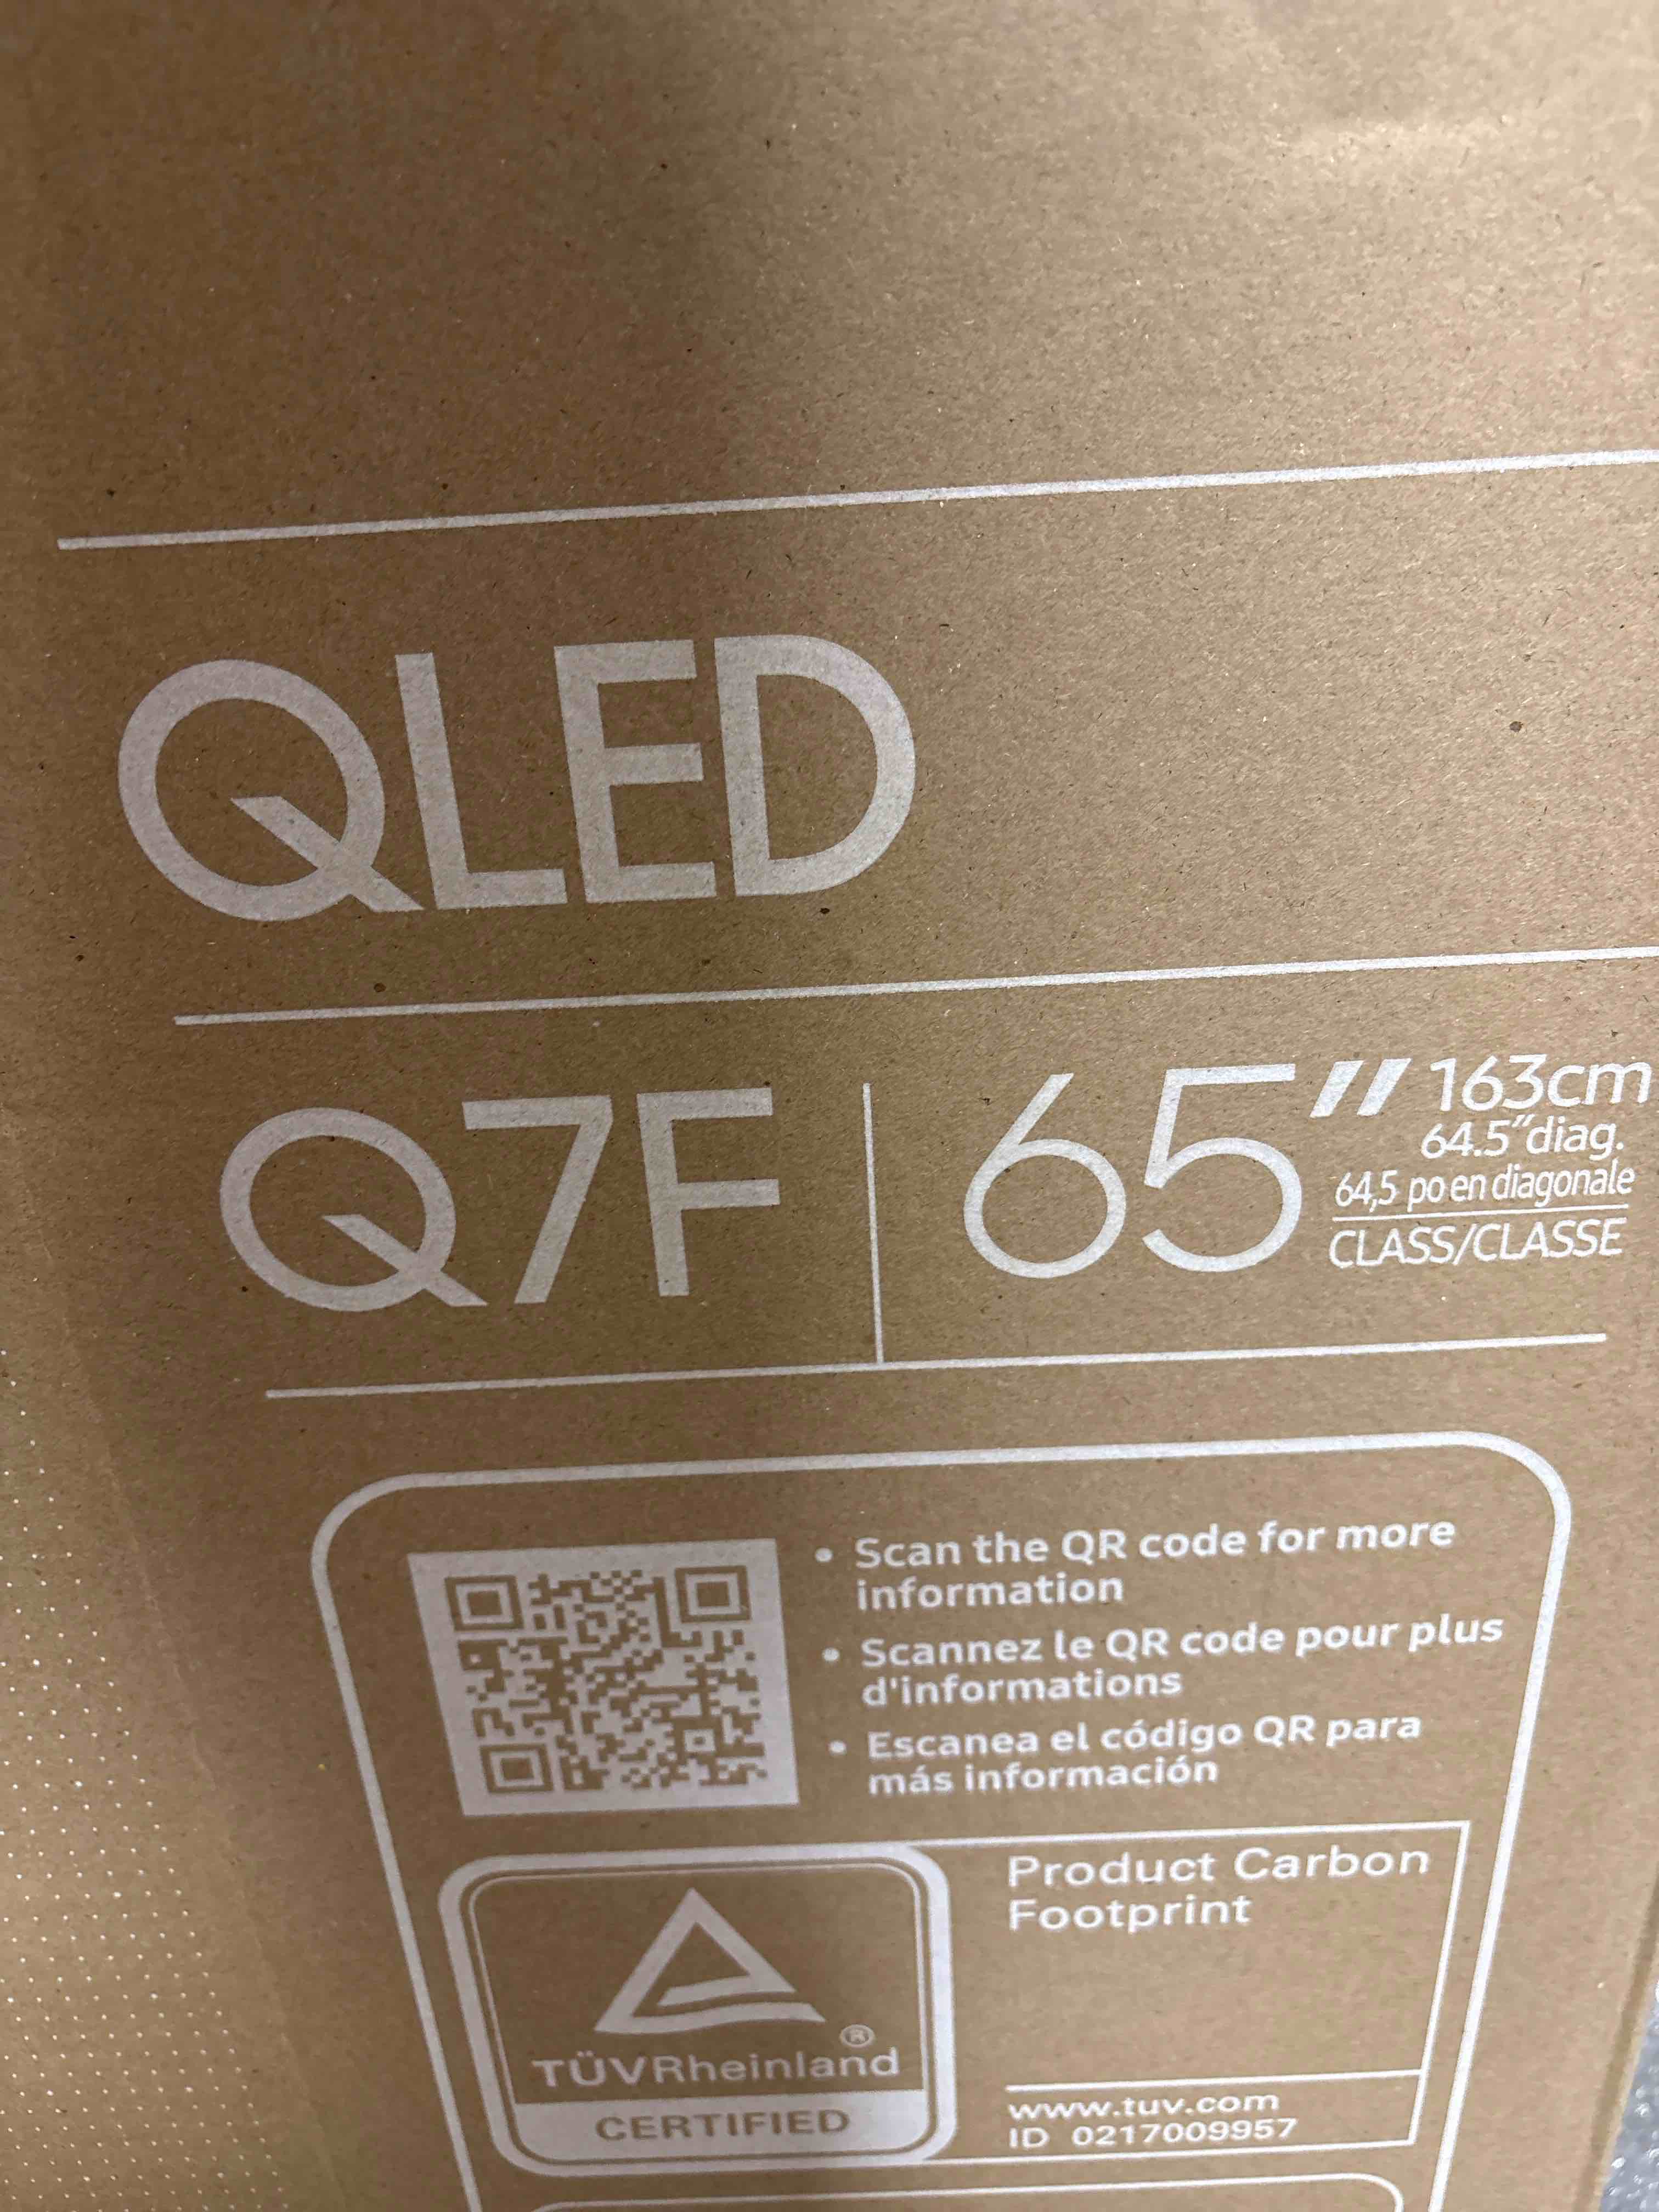 QLED
Q7F
65″
163cm
64.5″diag.
64,5 po en diagonale
CLASS/CLASSE
• Scan the QR code for more
information
• Scannez le QR code pour plus
d'informations
• Escanea el código QR para
más información
Product Carbon
Footprint
®
TÜVRheinland
CERTIFIED
www.tuv.com
ID 0217009957